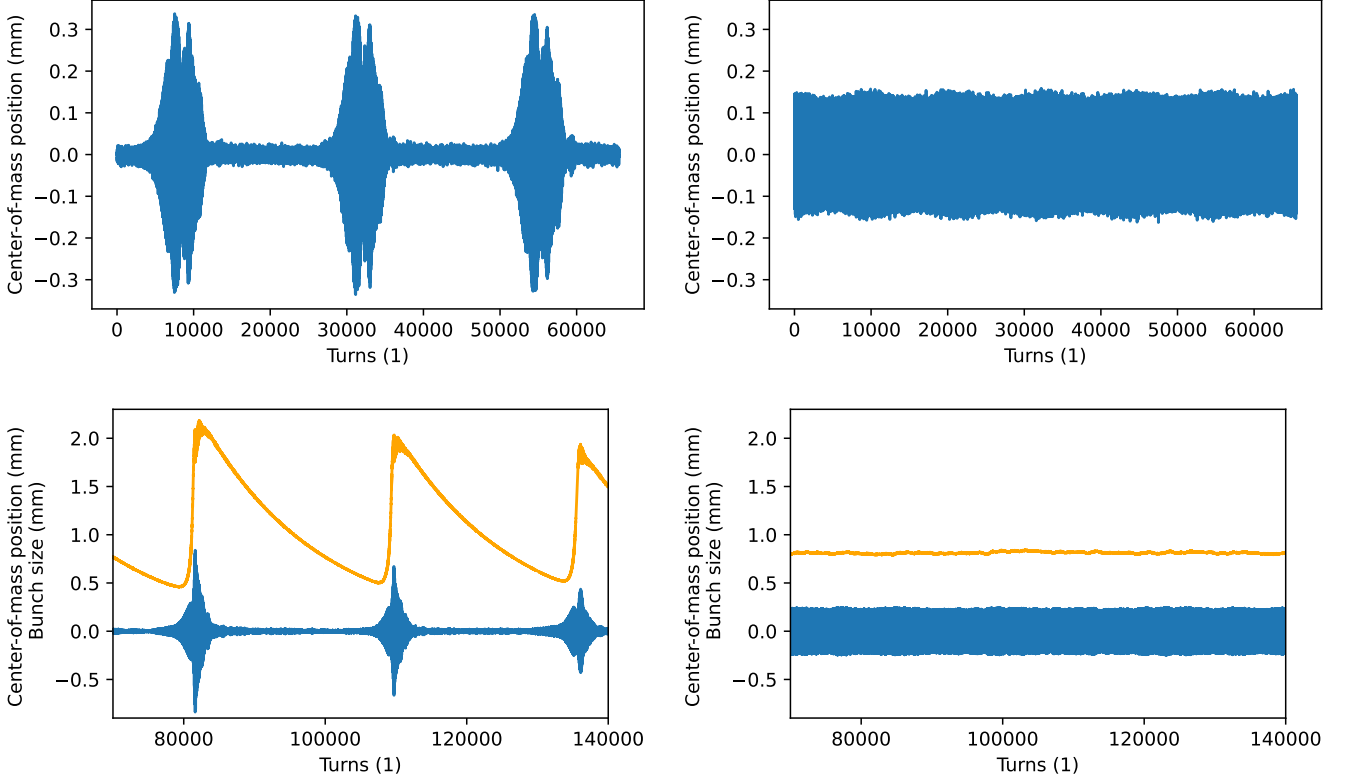 Center-of-mass position (mm)
0.3
0.2
0.1
0.0
−0.1
−0.2
−0.3
0 10000 20000 30000 40000 50000 60000
Turns (1)
Center-of-mass position (mm)
0.3
0.2
0.1
0.0
−0.1
−0.2
−0.3
0 10000 20000 30000 40000 50000 60000
Turns (1)
Center-of-mass position (mm)
Bunch size (mm)
2.0
1.5
1.0
0.5
0.0
−0.5
80000 100000 120000 140000
Turns (1)
Center-of-mass position (mm)
Bunch size (mm)
2.0
1.5
1.0
0.5
0.0
−0.5
80000 100000 120000 140000
Turns (1)